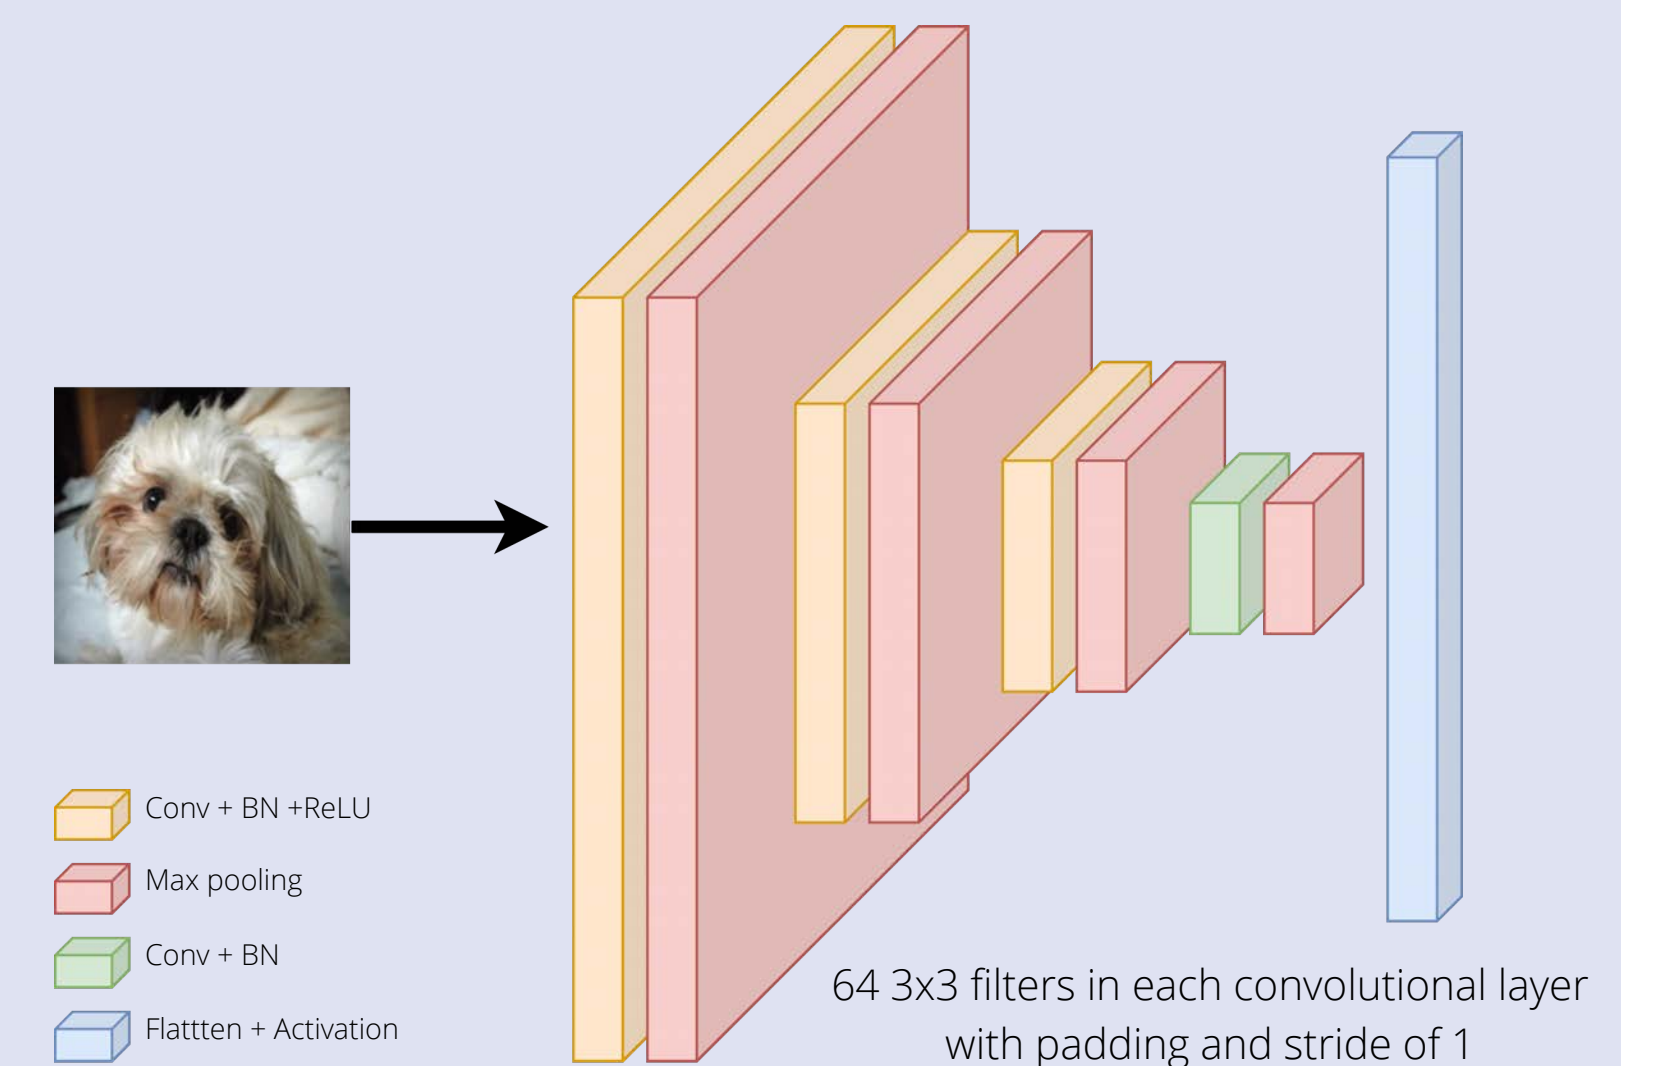 Conv + BN +ReLU
Max pooling
Conv + BN
Flattten + Activation
64 3x3 filters in each convolutional layer
with padding and stride of 1